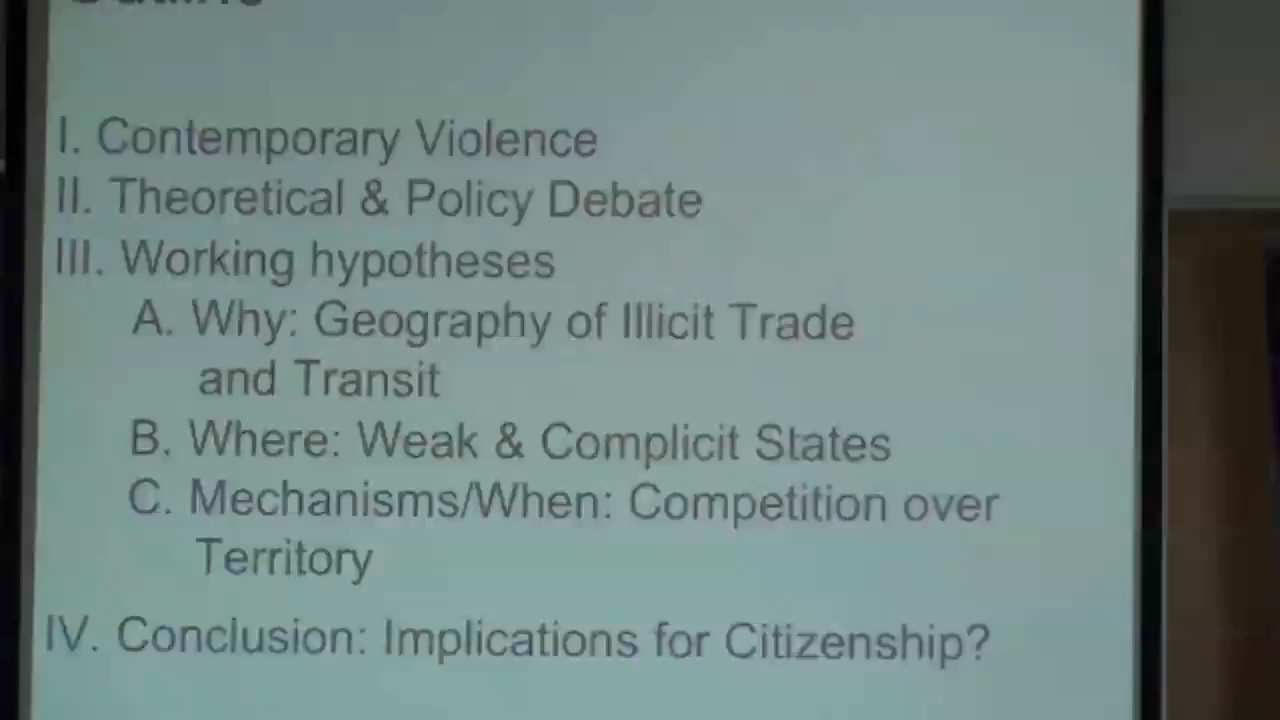 I. Contemporary Violence
II. Theoretical & Policy Debate
III. Working hypotheses
A. Why: Geography of Illicit Trade
and Transit
B. Where: Weak & Complicit States
C. Mechanisms/When: Competition over
Territory
IV. Conclusion: Implications for Citizenship?